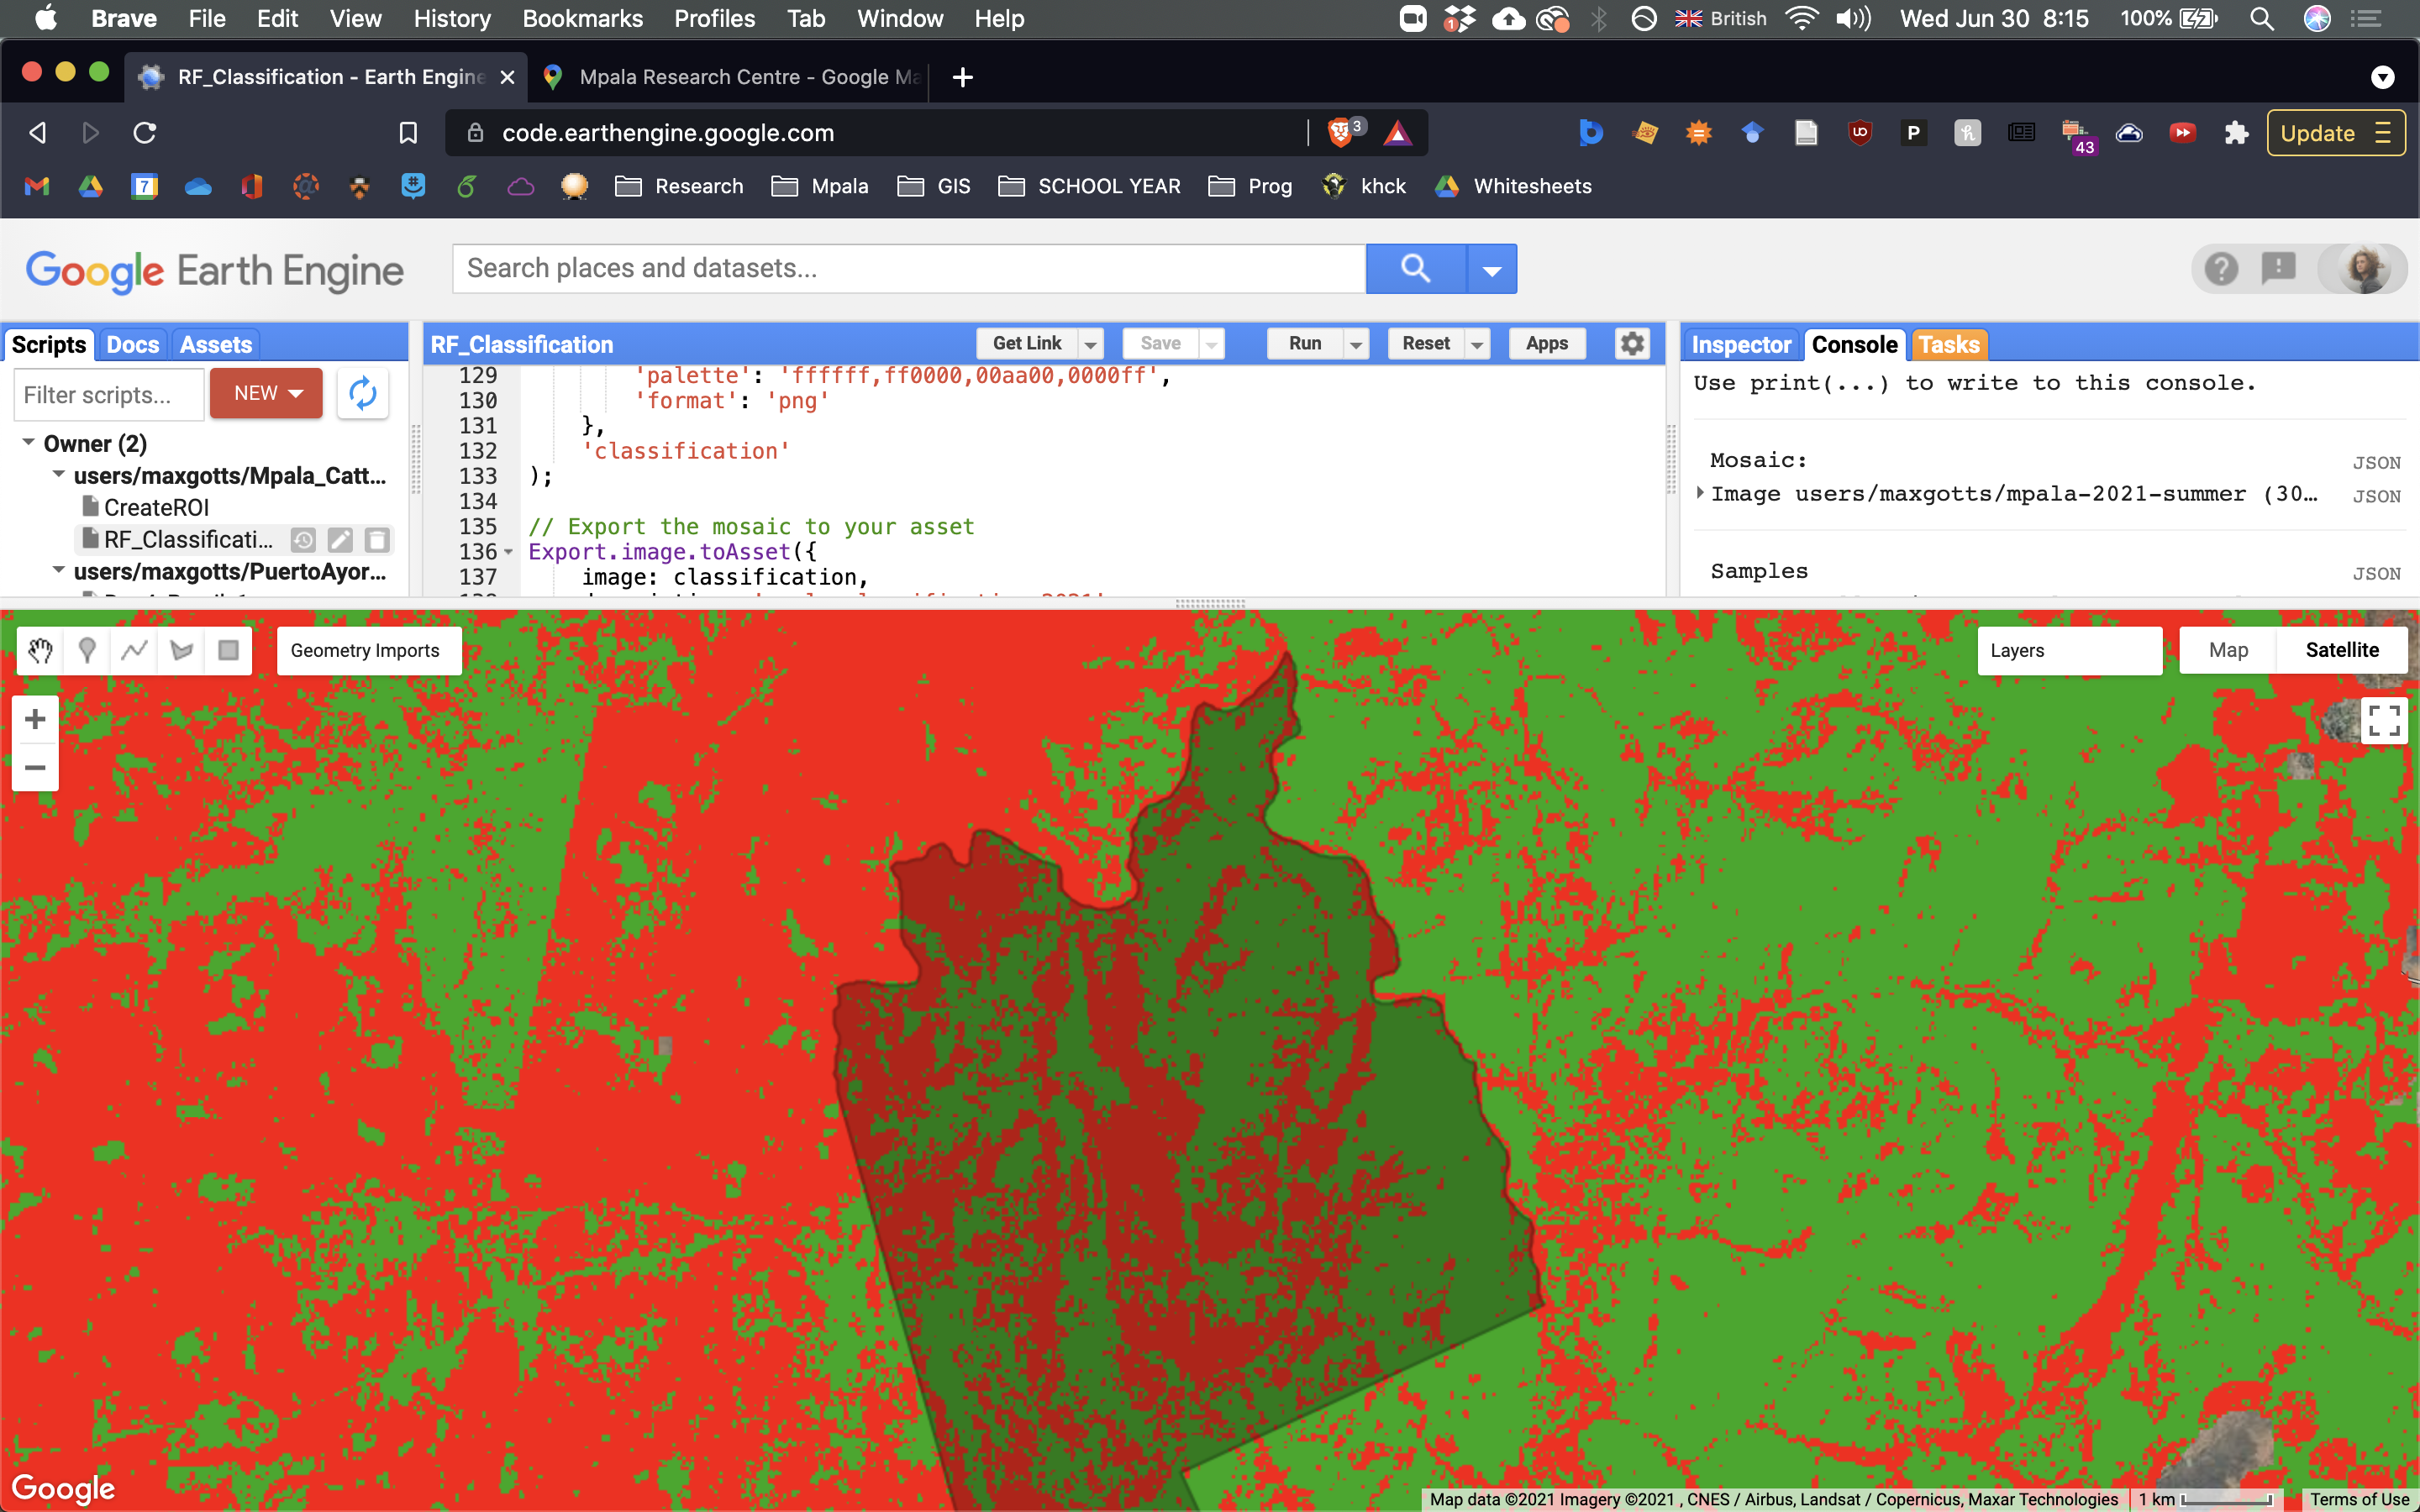 Brave File Edit View History Bookmarks Profiles Tab Window Help
1
British Wed Jun 30 8:15 100%
RF_Classification - Earth Engine
Mpala Research Centre - Google Ma
code.earthengine.google.com
3
43
Update
7
Research Mpala GIS SCHOOL YEAR Prog khck Whitesheets
Google Earth Engine
Search places and datasets...
Scripts Docs Assets
Filter scripts...
NEW
Owner (2)
users/maxgotts/Mpala_Catt...
CreateROI
RF_Classificati...
users/maxgotts/PuertoAyor...
RF_Classification
Get Link Save Run Reset Apps
129 'palette': 'ffffff,ff0000,00aa00,0000ff',
130 'format': 'png'
131 },
132 'classification'
133 );
134
135 // Export the mosaic to your asset
136 Export.image.toAsset({
137 image: classification,
Inspector Console Tasks
Use print(...) to write to this console.
Mosaic: JSON
Image users/maxgotts/mpala-2021-summer (30... JSON
Samples JSON
Geometry Imports
Layers
Map Satellite
Google
Map data ©2021 Imagery ©2021 , CNES / Airbus, Landsat / Copernicus, Maxar Technologies 1 km Terms of Use